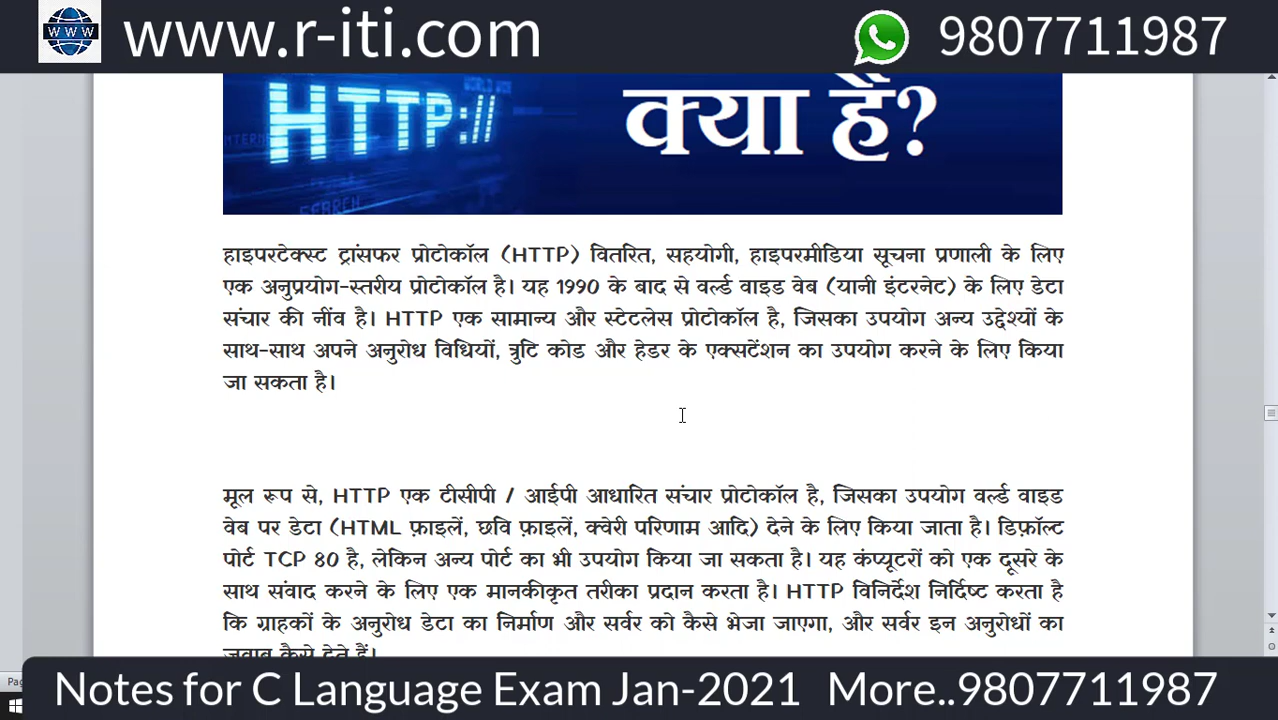 WWW www.r-iti.com 9807711987
HTTP:// क्या है?
INTERN
SEARCH
हाइपरटेक्स्ट ट्रांसफर प्रोटोकॉल (HTTP) वितरित, सहयोगी, हाइपरमीडिया सूचना प्रणाली के लिए
एक अनुप्रयोग-स्तरीय प्रोटोकॉल है। यह 1990 के बाद से वर्ल्ड वाइड वेब (यानी इंटरनेट) के लिए डेटा
संचार की नींव है। HTTP एक सामान्य और स्टेटलेस प्रोटोकॉल है, जिसका उपयोग अन्य उद्देश्यों के
साथ-साथ अपने अनुरोध विधियों, त्रुटि कोड और हेडर के एक्सटेंशन का उपयोग करने के लिए किया
जा सकता है।
मूल रूप से, HTTP एक टीसीपी / आईपी आधारित संचार प्रोटोकॉल है, जिसका उपयोग वर्ल्ड वाइड
वेब पर डेटा (HTML फ़ाइलें, छवि फ़ाइलें, क्वेरी परिणाम आदि) देने के लिए किया जाता है। डिफ़ॉल्ट
पोर्ट TCP 80 है, लेकिन अन्य पोर्ट का भी उपयोग किया जा सकता है। यह कंप्यूटरों को एक दूसरे के
साथ संवाद करने के लिए एक मानकीकृत तरीका प्रदान करता है। HTTP विनिर्देश निर्दिष्ट करता है
कि ग्राहकों के अनुरोध डेटा का निर्माण और सर्वर को कैसे भेजा जाएगा, और सर्वर इन अनुरोधों का
जवाब कैसे देते हैं।
Notes for C Language Exam Jan-2021 More..9807711987